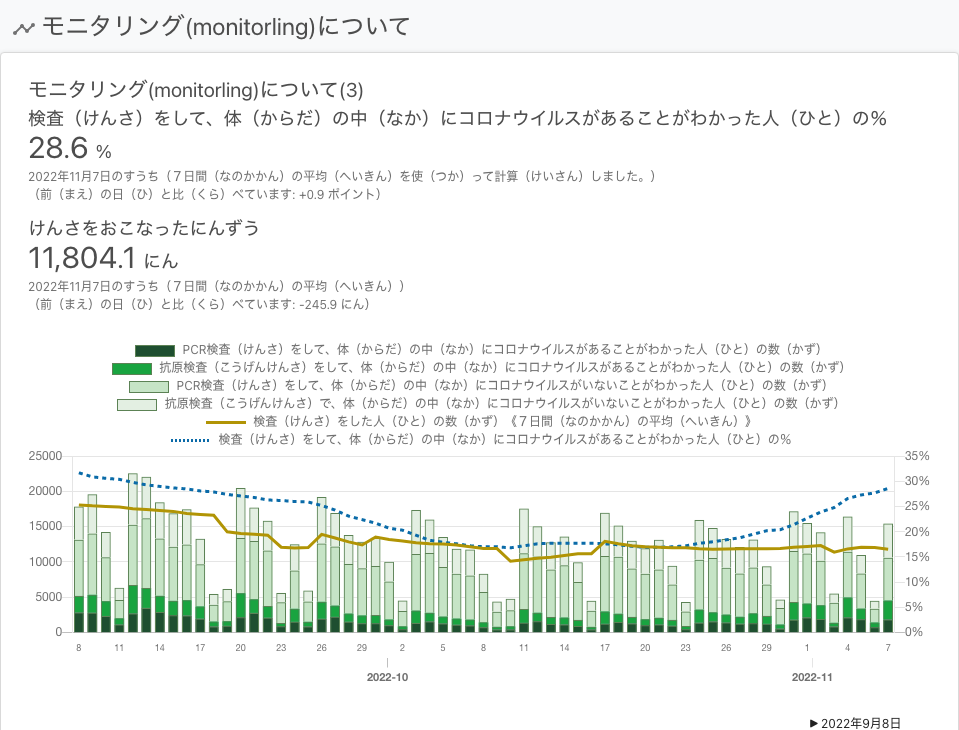 モニタリング(monitorling)について
モニタリング(monitorling)について(3)
検査（けんさ）をして、体（からだ）の中（なか）にコロナウイルスがあることがわかった人（ひと）の％
28.6 %
2022年11月7日のすうち（７日間（なのかかん）の平均（へいきん）を使（つか）って計算（けいさん）しました。）
（前（まえ）の日（ひ）と比（くら）べています: +0.9 ポイント）
けんさをおこなったにんずう
11,804.1 にん
2022年11月7日のすうち（７日間（なのかかん）の平均（へいきん））
（前（まえ）の日（ひ）と比（くら）べています: -245.9 にん）
PCR検査（けんさ）をして、体（からだ）の中（なか）にコロナウイルスがあることがわかった人（ひと）の数（かず）
抗原検査（こうげんけんさ）をして、体（からだ）の中（なか）にコロナウイルスがあることがわかった人（ひと）の数（かず）
PCR検査（けんさ）をして、体（からだ）の中（なか）にコロナウイルスがいないことがわかった人（ひと）の数（かず）
抗原検査（こうげんけんさ）で、体（からだ）の中（なか）にコロナウイルスがいないことがわかった人（ひと）の数（かず）
検査（けんさ）をした人（ひと）の数（かず）《７日間（なのかかん）の平均（へいきん）》
検査（けんさ）をして、体（からだ）の中（なか）にコロナウイルスがあることがわかった人（ひと）の％
25000 35%
20000 30%
25%
15000 20%
10000 15%
10%
5000 5%
0 0%
8 11 14 17 20 23 26 29 2 5 8 11 14 17 20 23 26 29 1 4 7
2022-10 2022-11
▶ 2022年9月8日